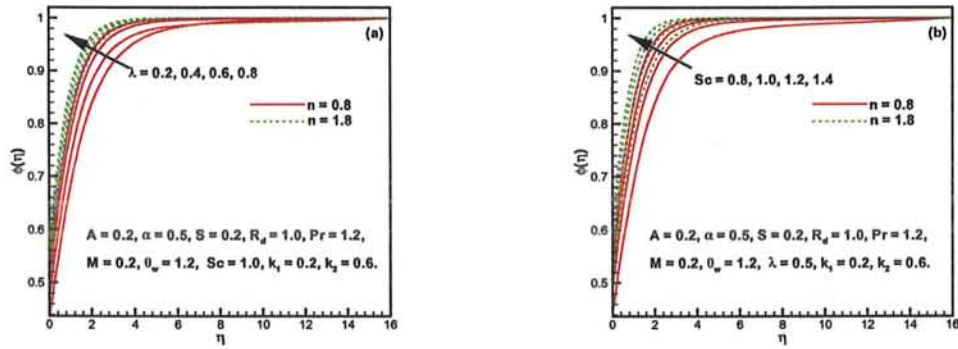 (a)
λ = 0.2, 0.4, 0.6, 0.8
n = 0.8
n = 1.8
A = 0.2, α = 0.5, S = 0.2, R_d = 1.0, Pr = 1.2,
M = 0.2, θ_w = 1.2, Sc = 1.0, k_1 = 0.2, k_2 = 0.6.
ϕ(η)
1
0.9
0.8
0.7
0.6
0.5
0 2 4 6 8 10 12 14 16
η
(b)
Sc = 0.8, 1.0, 1.2, 1.4
n = 0.8
n = 1.8
A = 0.2, α = 0.5, S = 0.2, R_d = 1.0, Pr = 1.2,
M = 0.2, θ_w = 1.2, λ = 0.5, k_1 = 0.2, k_2 = 0.6.
ϕ(η)
1
0.9
0.8
0.7
0.6
0.5
0 2 4 6 8 10 12 14 16
η